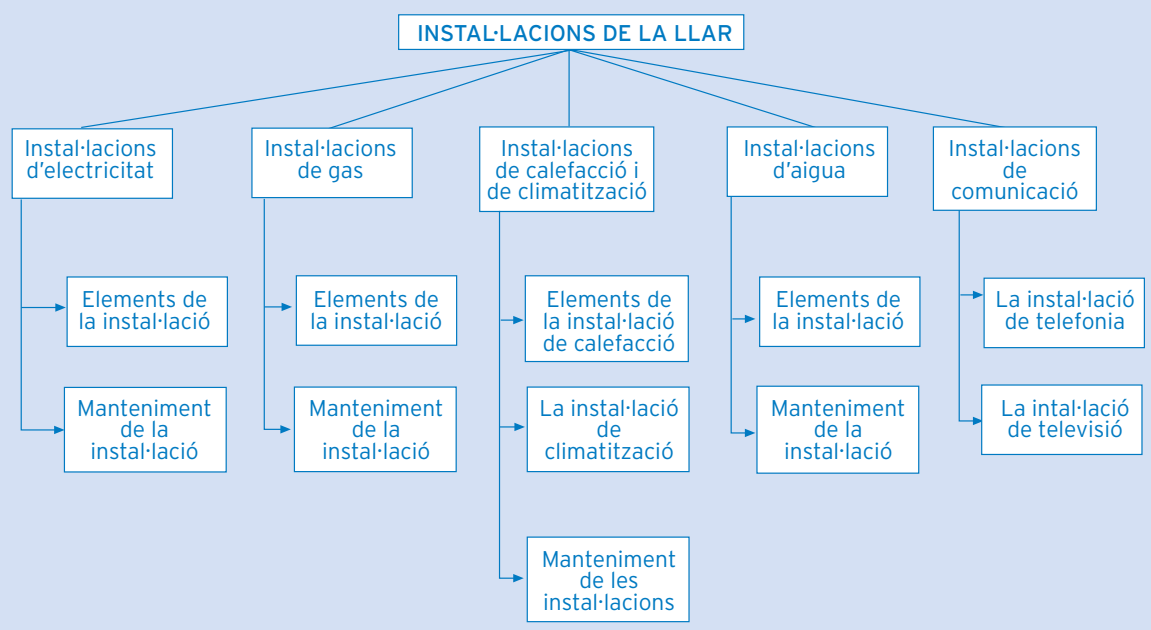 INSTAL·LACIONS DE LA LLAR
Instal·lacions
d'electricitat
Instal·lacions
de gas
Instal·lacions
de calefacció i
de climatització
Instal·lacions
d'aigua
Instal·lacions
de
comunicació
Elements de
la instal·lació
Elements de
la instal·lació
Elements de
la instal·lació
de calefacció
Elements de
la instal·lació
La instal·lació
de telefonia
Manteniment
de la
instal·lació
Manteniment
de la
instal·lació
La instal·lació
de
climatització
Manteniment
de la
instal·lació
La intal·lació
de televisió
Manteniment
de les
instal·lacions